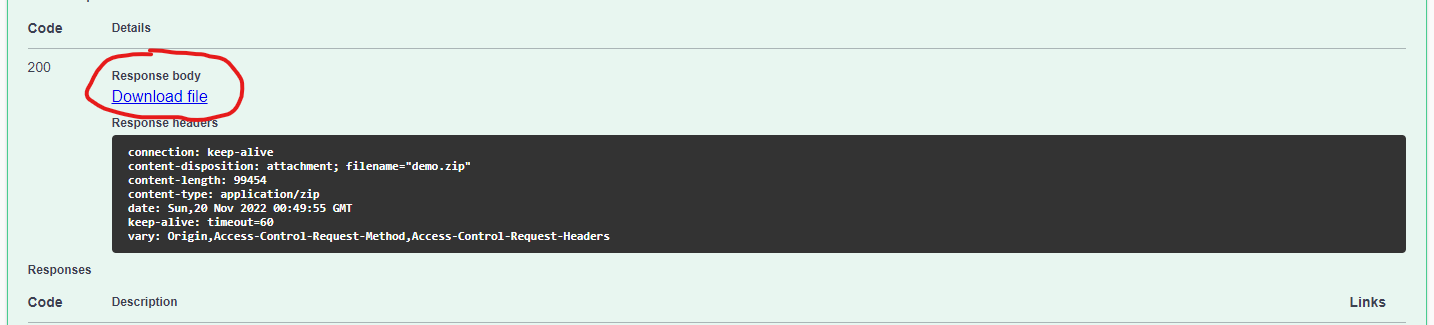 Code Details
200
Response body
Download file
Response headers
connection: keep-alive
content-disposition: attachment; filename="demo.zip"
content-length: 99454
content-type: application/zip
date: Sun,20 Nov 2022 00:49:55 GMT
keep-alive: timeout=60
vary: Origin,Access-Control-Request-Method,Access-Control-Request-Headers
Responses
Code Description Links